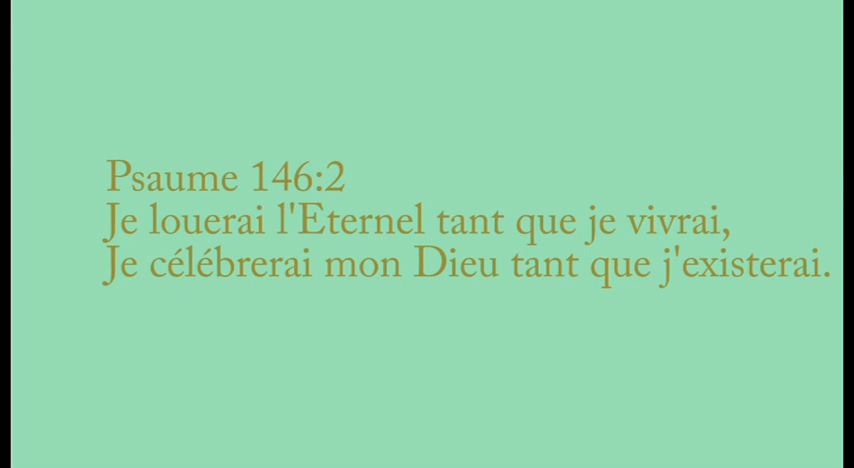 Psaume 146:2
Je louerai l'Eternel tant que je vivrai,
Je célébrerai mon Dieu tant que j'existerai.